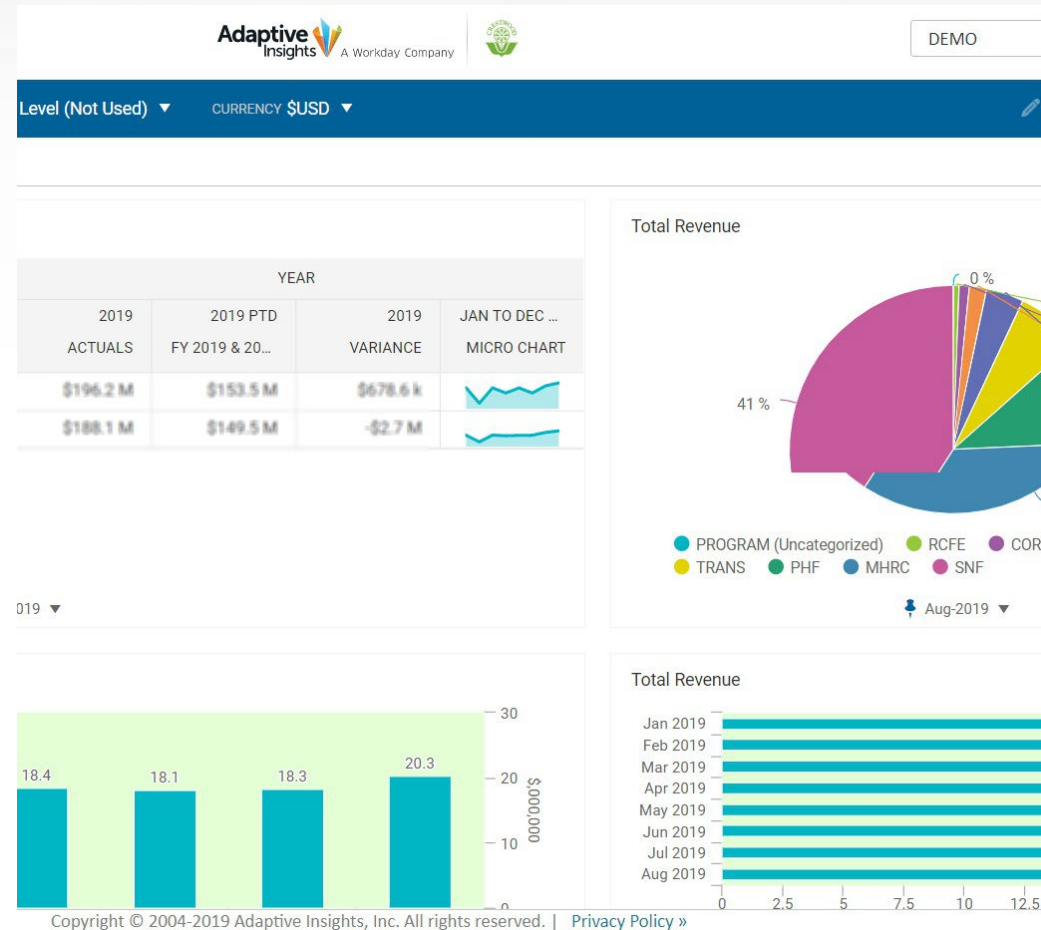 Adaptive
Insights
A Workday Company
CRESTWOOD
DEMO
Level (Not Used) ▼ CURRENCY $USD ▼
YEAR
2019 2019 PTD 2019 JAN TO DEC ...
ACTUALS FY 2019 & 20... VARIANCE MICRO CHART
$196.2 M $153.5 M $678.6 k
$188.1 M $149.5 M -$2.7 M
019 ▼
Total Revenue
0 %
41 %
PROGRAM (Uncategorized) RCFE COR
TRANS PHF MHRC SNF
Aug-2019 ▼
18.4 18.1 18.3 20.3
30
20
10
0
$,000,000
Total Revenue
Jan 2019
Feb 2019
Mar 2019
Apr 2019
May 2019
Jun 2019
Jul 2019
Aug 2019
0 2.5 5 7.5 10 12.5
Copyright © 2004-2019 Adaptive Insights, Inc. All rights reserved. | Privacy Policy »